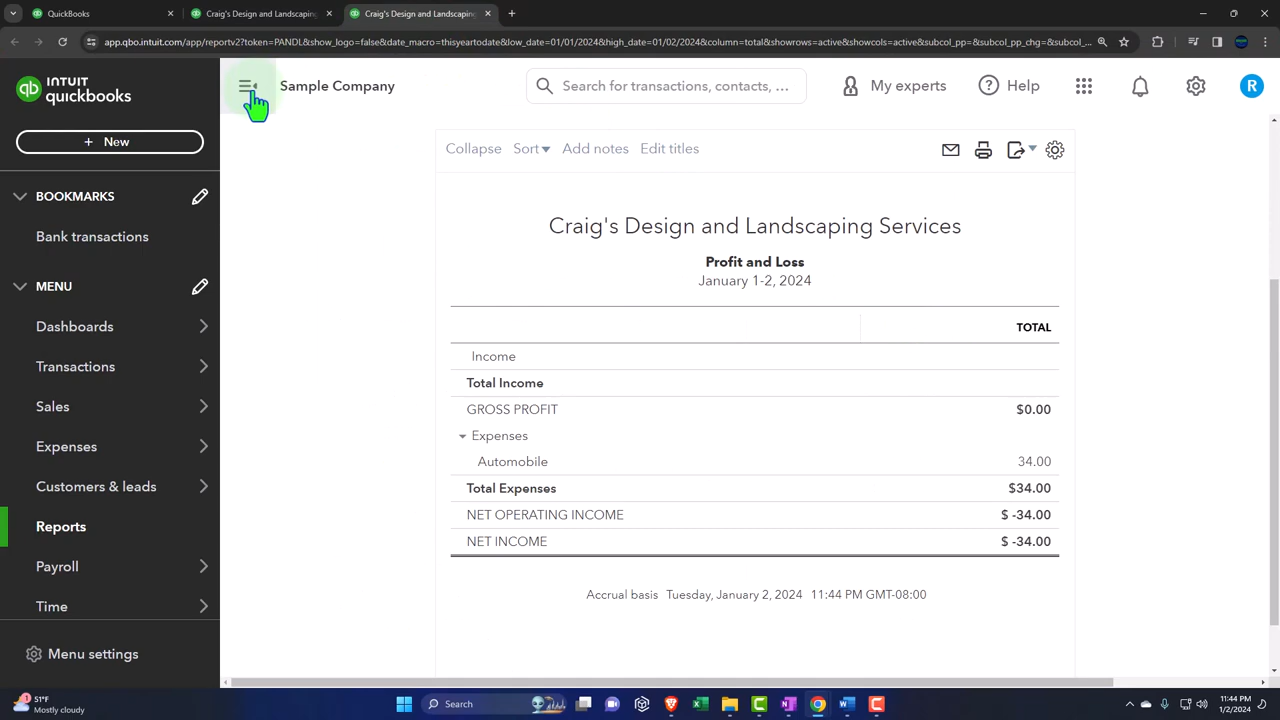 QuickBooks
Craig's Design and Landscaping
Craig's Design and Landscaping
app.qbo.intuit.com/app/reportv2?token=PANDL&show_logo=false&date_macro=thisyeartodate&low_date=01/01/2024&high_date=01/02/2024&column=total&showrows=active&showcols=active&subcol_pp=&subcol_pp_chg=&subcol_...
INTUIT
quickbooks
Sample Company
Search for transactions, contacts, ...
My experts
Help
R
+ New
BOOKMARKS
Bank transactions
MENU
Dashboards
Transactions
Sales
Expenses
Customers & leads
Reports
Payroll
Time
Menu settings
Collapse Sort Add notes Edit titles
Craig's Design and Landscaping Services
Profit and Loss
January 1-2, 2024
TOTAL
Income
Total Income
GROSS PROFIT $0.00
Expenses
Automobile 34.00
Total Expenses $34.00
NET OPERATING INCOME $ -34.00
NET INCOME $ -34.00
Accrual basis Tuesday, January 2, 2024 11:44 PM GMT-08:00
1
51°F
Mostly cloudy
Search
11:44 PM
1/2/2024